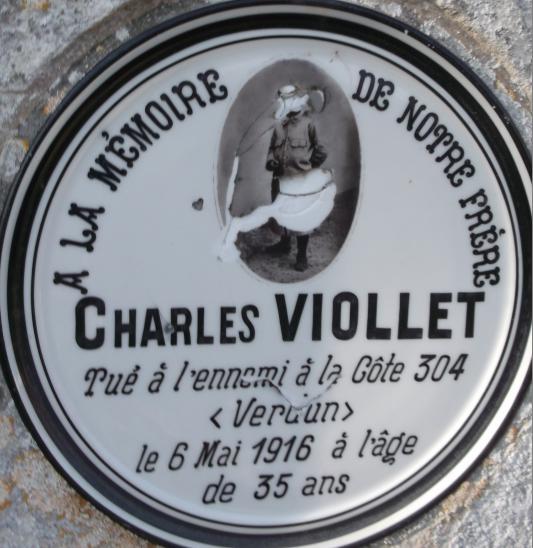 A LA MÉMOIRE DE NOTRE FRÈRE
CHARLES VIOLLET
Tué à l'ennemi à la Côte 304
<Verdun>
le 6 Mai 1916 à l'âge
de 35 ans